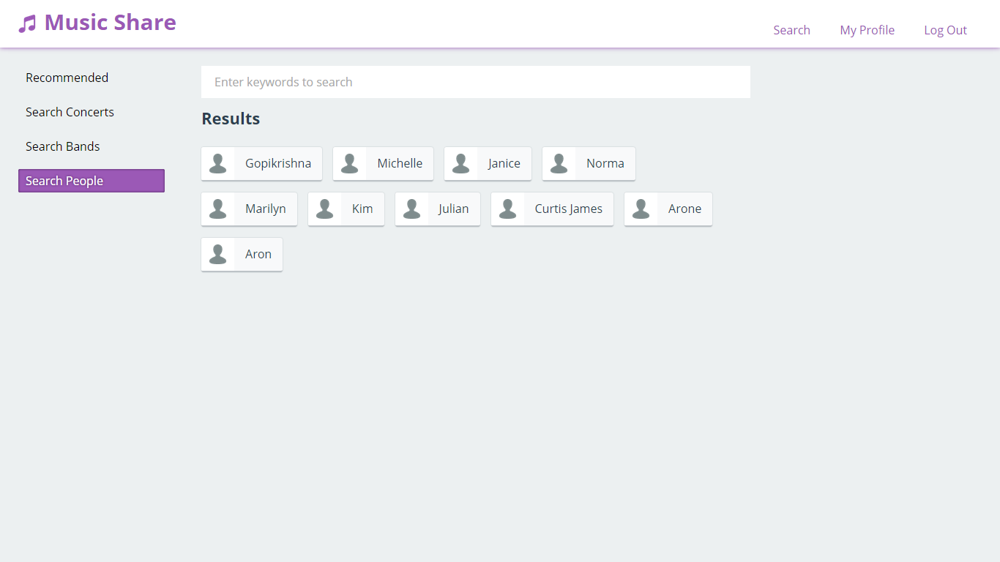 Music Share
Search My Profile Log Out
Recommended
Search Concerts
Search Bands
Search People
Enter keywords to search
Results
Gopikrishna Michelle Janice Norma
Marilyn Kim Julian Curtis James Arone
Aron